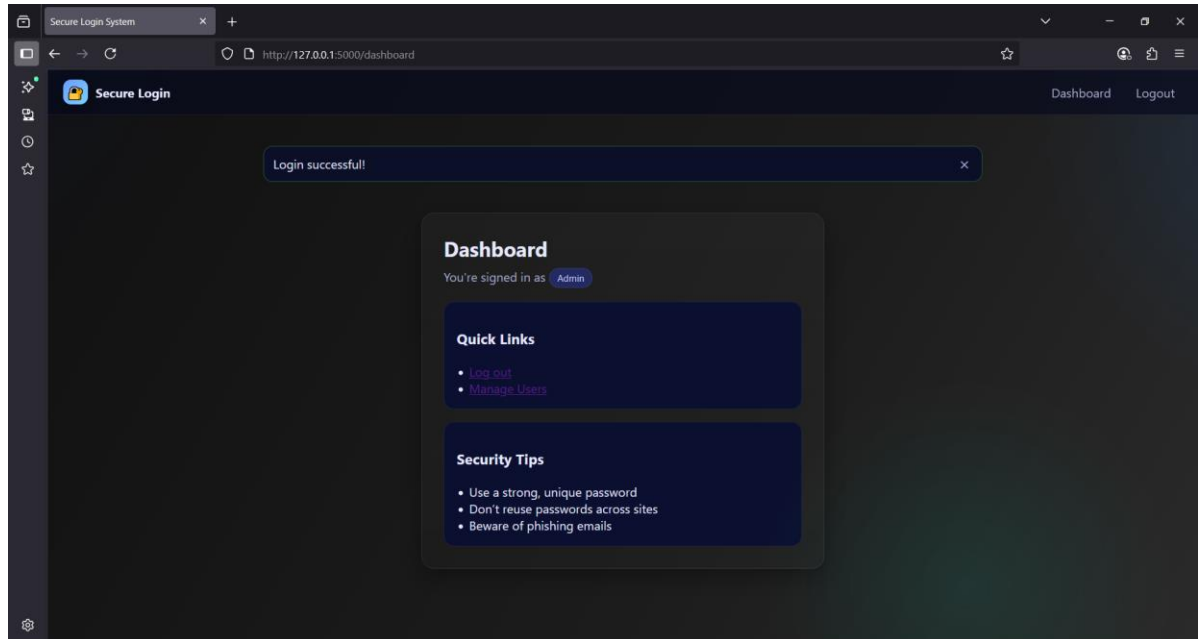 Secure Login System
http://127.0.0.1:5000/dashboard
Secure Login
Dashboard
Logout
Login successful!
Dashboard
You're signed in as Admin
Quick Links
• Log out
• Manage Users
Security Tips
• Use a strong, unique password
• Don't reuse passwords across sites
• Beware of phishing emails